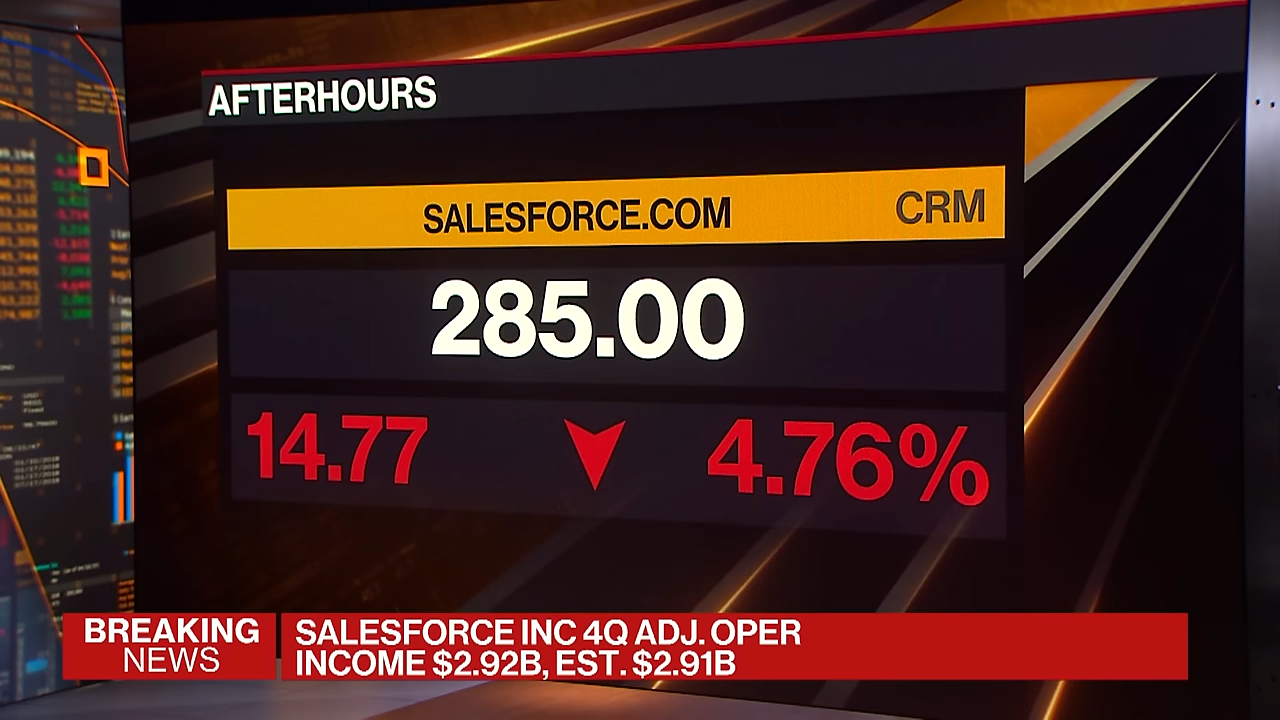 AFTERHOURS
SALESFORCE.COM CRM
285.00
14.77 4.76%
BREAKING NEWS
SALESFORCE INC 4Q ADJ. OPER
INCOME $2.92B, EST. $2.91B